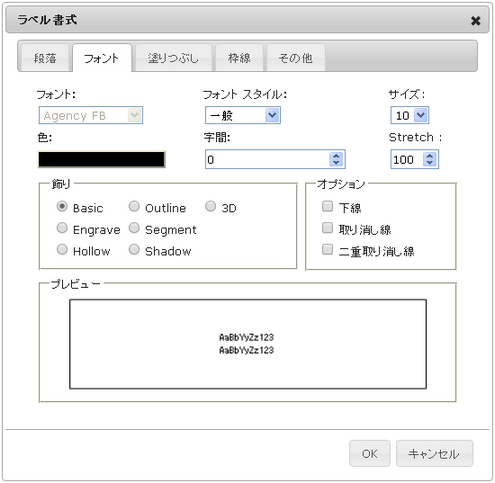 ラベル書式
段落 フォント 塗りつぶし 枠線 その他
フォント: フォント スタイル: サイズ:
Agency FB 一般 10
色: 字間: Stretch :
0 100
飾り オプション
Basic Outline 3D 下線
Engrave Segment 取り消し線
Hollow Shadow 二重取り消し線
プレビュー
AaBbYyZz123
AaBbYyZz123
OK キャンセル